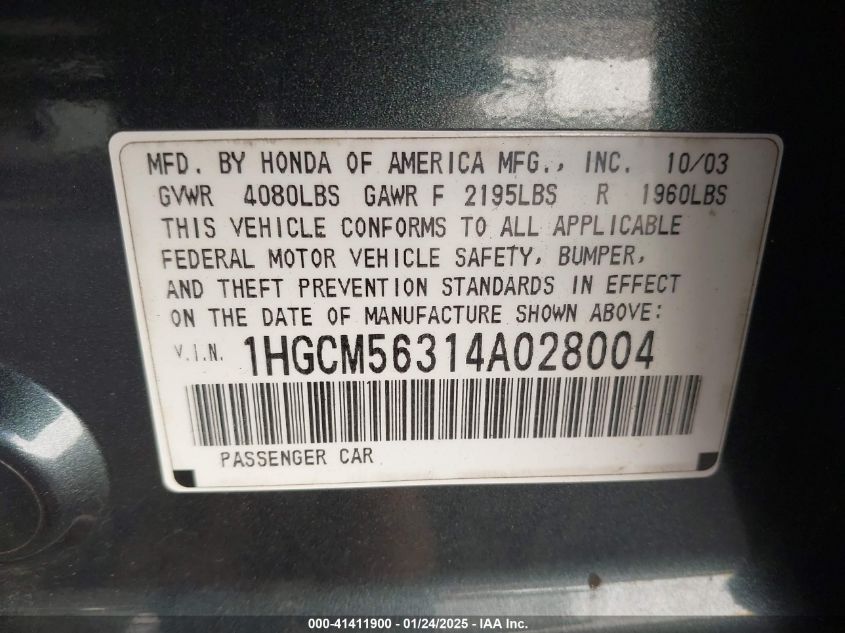 MFD. BY HONDA OF AMERICA MFG., INC. 10/03
GVWR 4080LBS GAWR F 2195LBS R 1960LBS
THIS VEHICLE CONFORMS TO ALL APPLICABLE
FEDERAL MOTOR VEHICLE SAFETY, BUMPER,
AND THEFT PREVENTION STANDARDS IN EFFECT
ON THE DATE OF MANUFACTURE SHOWN ABOVE:
V.I.N. 1HGCM56314A028004
PASSENGER CAR
000-41411900 - 01/24/2025 - IAA Inc.